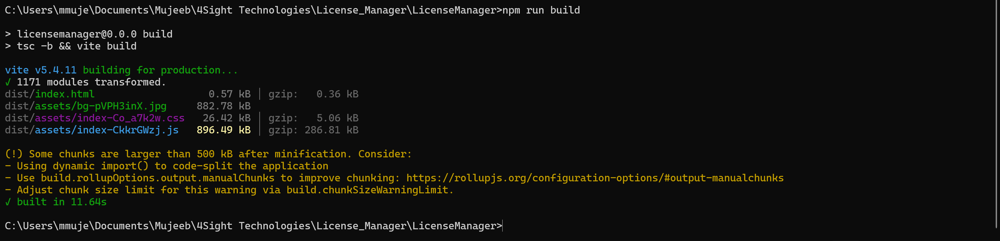 C:\Users\mmuje\Documents\Mujeeb\4Sight Technologies\License_Manager\LicenseManager>npm run build
> licensemanager@0.0.0 build
> tsc -b && vite build
vite v5.4.11 building for production...
✓ 1171 modules transformed.
dist/index.html                   0.57 kB │ gzip:   0.36 kB
dist/assets/bg-pVPH3inX.jpg     882.78 kB
dist/assets/index-Co_a7k2w.css   26.42 kB │ gzip:   5.06 kB
dist/assets/index-CkkrGWzj.js   896.49 kB │ gzip: 286.81 kB
(!) Some chunks are larger than 500 kB after minification. Consider:
- Using dynamic import() to code-split the application
- Use build.rollupOptions.output.manualChunks to improve chunking: https://rollupjs.org/configuration-options/#output-manualchunks
- Adjust chunk size limit for this warning via build.chunkSizeWarningLimit.
✓ built in 11.64s
C:\Users\mmuje\Documents\Mujeeb\4Sight Technologies\License_Manager\LicenseManager>